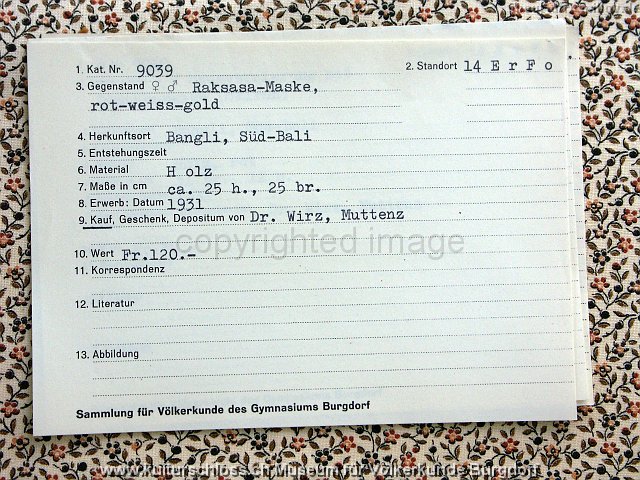 1. Kat. Nr. 9039 2. Standort 14 E r F o
3. Gegenstand ♀ ♂ Raksasa-Maske,
rot-weiss-gold
4. Herkunftsort Bangli, Süd-Bali
5. Entstehungszeit
6. Material H olz
7. Maße in cm ca. 25 h., 25 br.
8. Erwerb: Datum 1931
9. Kauf, Geschenk, Depositum von Dr. Wirz, Muttenz
copyrighted image
10. Wert Fr.120.-
11. Korrespondenz
12. Literatur
13. Abbildung
Sammlung für Völkerkunde des Gymnasiums Burgdorf
www.kulturschloss.ch,Museum für Völkerkunde Burgdorf